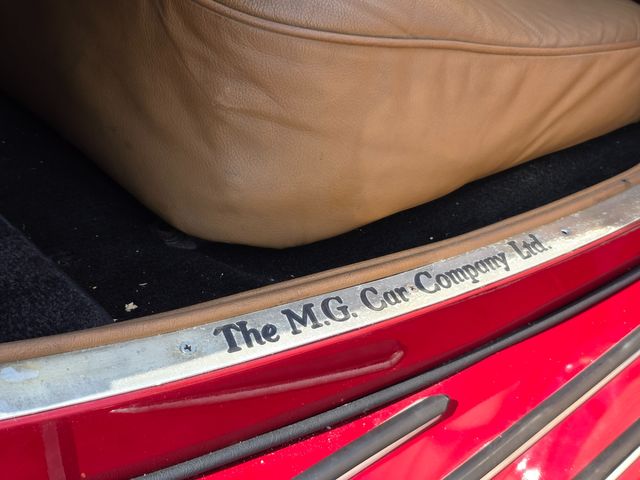 The M.G. Car Company Ltd.